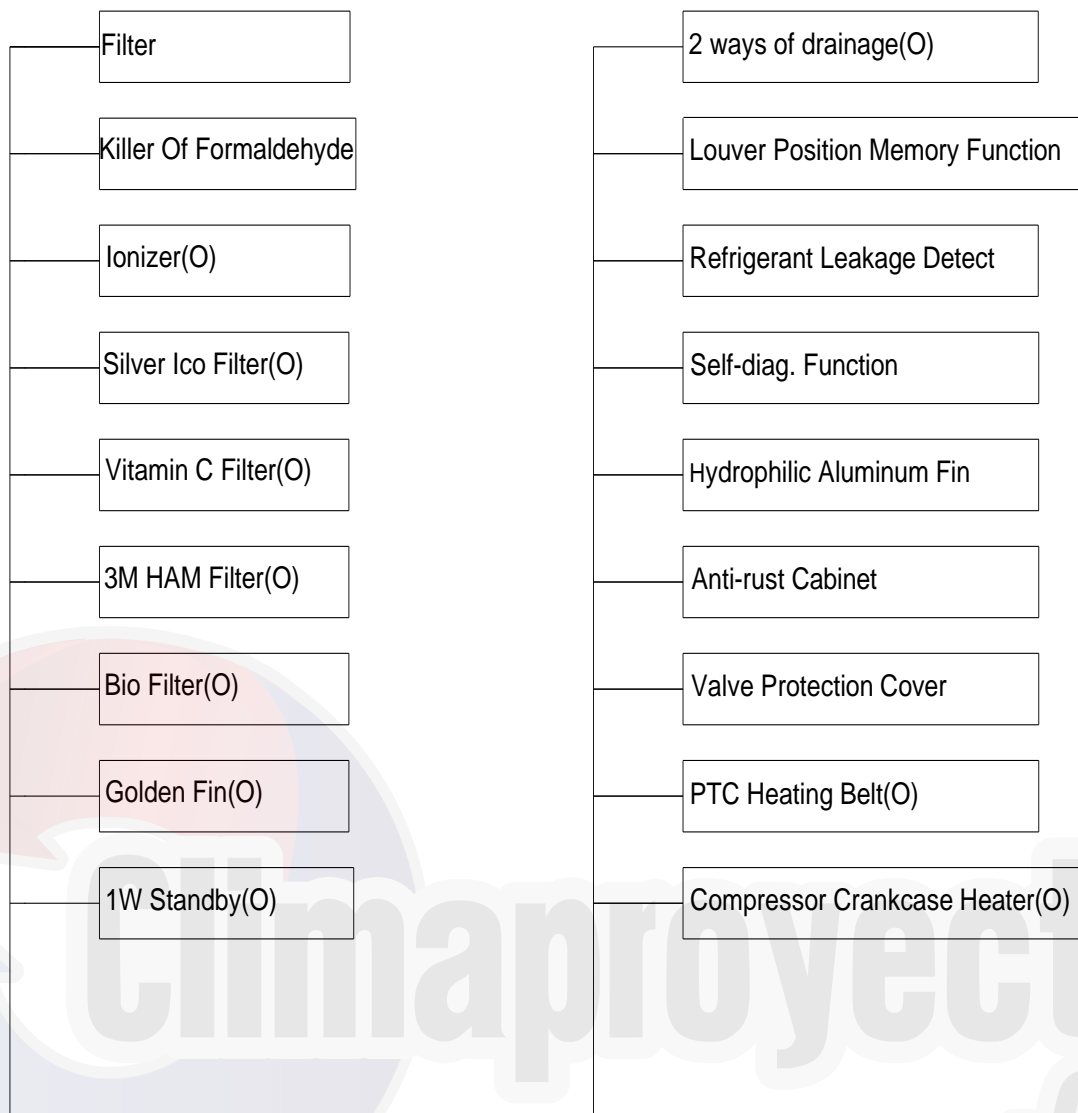 Filter
Killer Of Formaldehyde
Ionizer(O)
Silver Ico Filter(O)
Vitamin C Filter(O)
3M HAM Filter(O)
Bio Filter(O)
Golden Fin(O)
1W Standby(O)
2 ways of drainage(O)
Louver Position Memory Function
Refrigerant Leakage Detect
Self-diag. Function
Hydrophilic Aluminum Fin
Anti-rust Cabinet
Valve Protection Cover
PTC Heating Belt(O)
Compressor Crankcase Heater(O)
Climaproyect